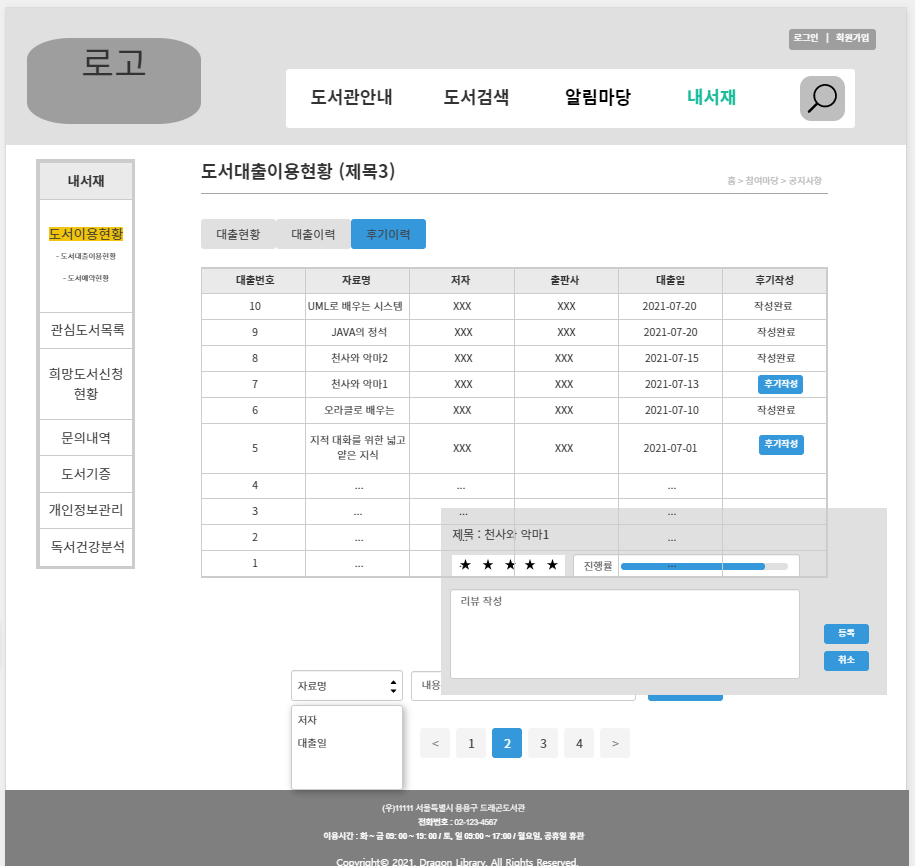 로그인 | 회원가입
로고
도서관안내 도서검색 알림마당 내서재
내서재
도서이용현황
- 도서대출이용현황
- 도서예약현황
관심도서목록
희망도서신청
현황
문의내역
도서기증
개인정보관리
독서건강분석
도서대출이용현황 (제목3)
홈 > 참여마당 > 공지사항
대출현황 대출이력 후기이력
대출번호 자료명 저자 출판사 대출일 후기작성
10 UML로 배우는 시스템 XXX XXX 2021-07-20 작성완료
9 JAVA의 정석 XXX XXX 2021-07-20 작성완료
8 천사와 악마2 XXX XXX 2021-07-15 작성완료
7 천사와 악마1 XXX XXX 2021-07-13 후기작성
6 오라클로 배우는 XXX XXX 2021-07-10 작성완료
5 지적 대화를 위한 넓고
얕은 지식 XXX XXX 2021-07-01 후기작성
4 ... ... ...
3 ... ... ...
2 ... ... ...
1 ... ...
제목 : 천사와 악마1
★ ★ ★ ★ ★ 진행률
리뷰 작성
등록
취소
자료명 내용
저자
대출일
< 1 2 3 4 >
(우)11111 서울특별시 용용구 드래곤도서관
전화번호 : 02-123-4567
이용시간 : 화 ~ 금 09: 00 ~ 19: 00 / 토, 일 09:00 ~ 17:00 / 월요일, 공휴일 휴관
Copyright© 2021. Dragon Library. All Rights Reserved.